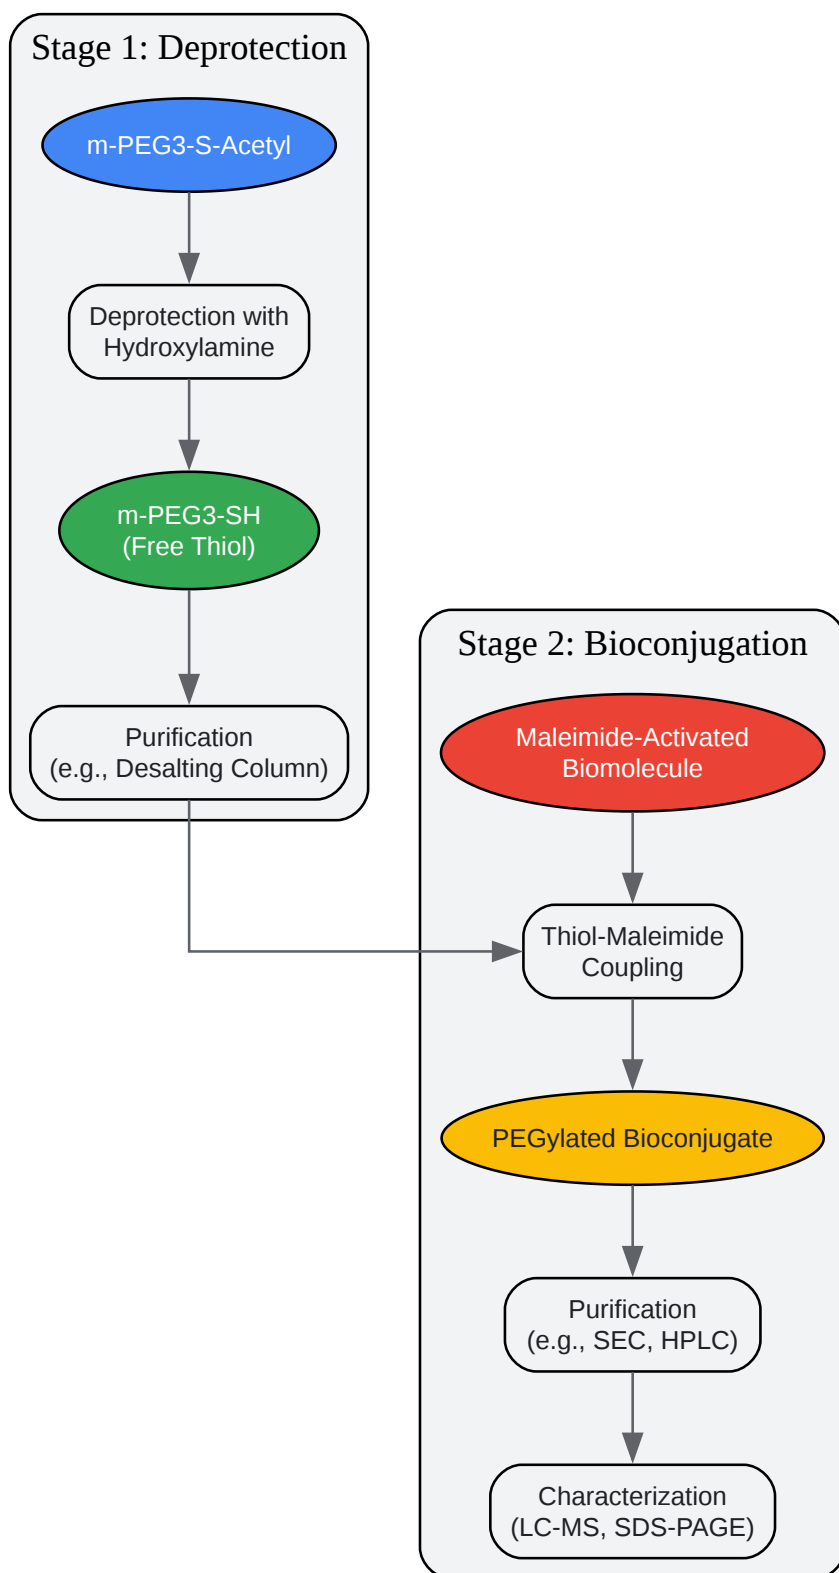 Stage 1: Deprotection
m-PEG3-S-Acetyl
Deprotection with
Hydroxylamine
m-PEG3-SH
(Free Thiol)
Purification
(e.g., Desalting Column)
Stage 2: Bioconjugation
Maleimide-Activated
Biomolecule
Thiol-Maleimide
Coupling
PEGylated Bioconjugate
Purification
(e.g., SEC, HPLC)
Characterization
(LC-MS, SDS-PAGE)